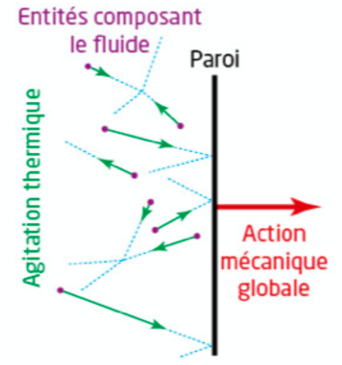 Entités composant
le fluide
Paroi
Agitation thermique
Action
mécanique
globale